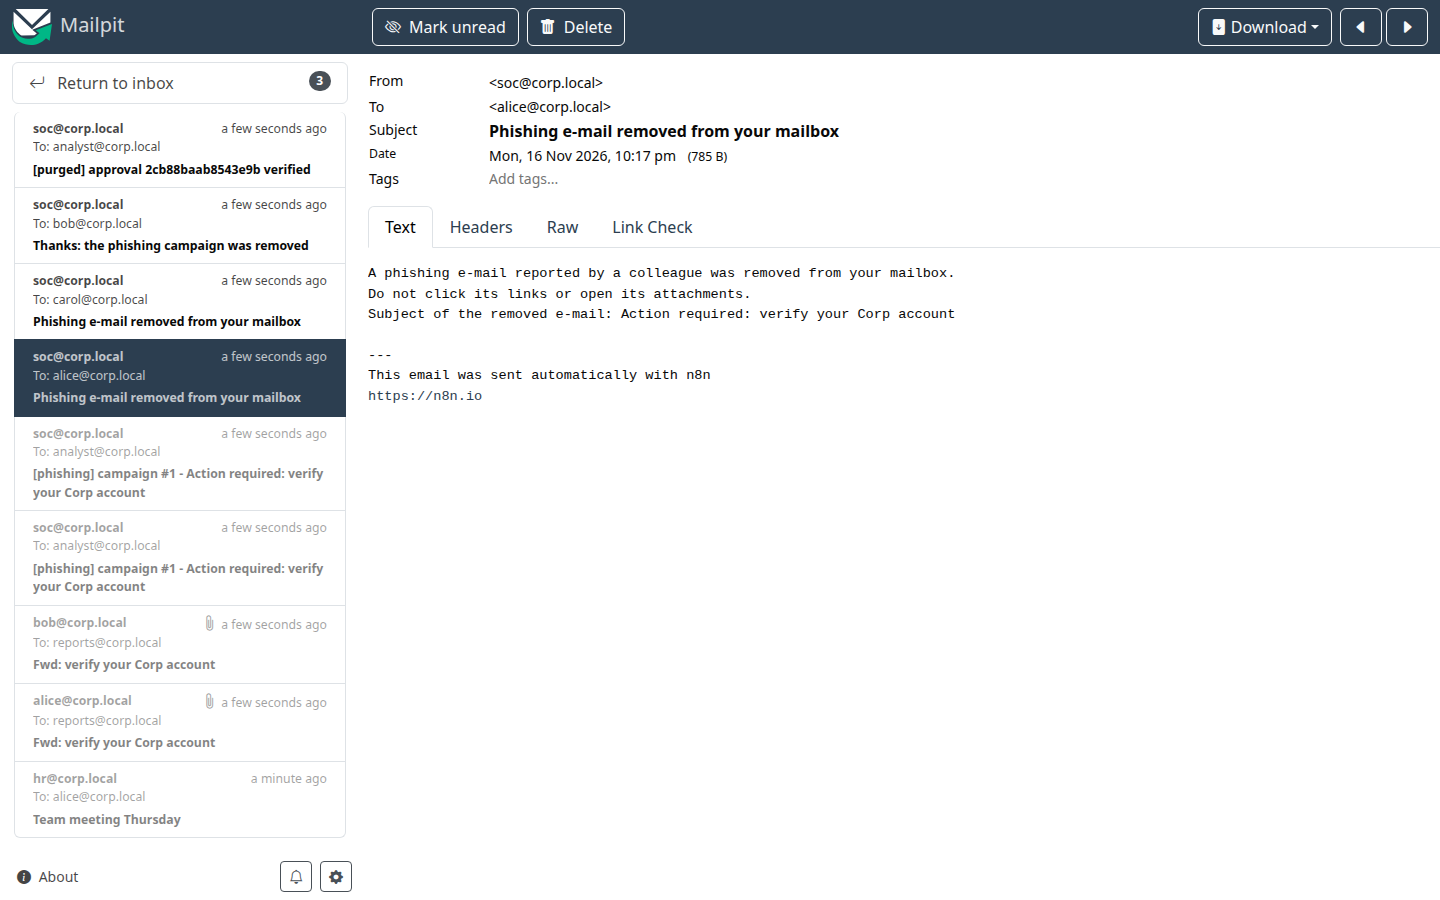 Mailpit
Mark unread
Delete
Download
Return to inbox
3
soc@corp.local a few seconds ago
To: analyst@corp.local
[purged] approval 2cb88baab8543e9b verified
soc@corp.local a few seconds ago
To: bob@corp.local
Thanks: the phishing campaign was removed
soc@corp.local a few seconds ago
To: carol@corp.local
Phishing e-mail removed from your mailbox
soc@corp.local a few seconds ago
To: alice@corp.local
Phishing e-mail removed from your mailbox
soc@corp.local a few seconds ago
To: analyst@corp.local
[phishing] campaign #1 - Action required: verify
your Corp account
soc@corp.local a few seconds ago
To: analyst@corp.local
[phishing] campaign #1 - Action required: verify
your Corp account
bob@corp.local a few seconds ago
To: reports@corp.local
Fwd: verify your Corp account
alice@corp.local a few seconds ago
To: reports@corp.local
Fwd: verify your Corp account
hr@corp.local a minute ago
To: alice@corp.local
Team meeting Thursday
About
From <soc@corp.local>
To <alice@corp.local>
Subject Phishing e-mail removed from your mailbox
Date Mon, 16 Nov 2026, 10:17 pm (785 B)
Tags Add tags...
Text Headers Raw Link Check
A phishing e-mail reported by a colleague was removed from your mailbox.
Do not click its links or open its attachments.
Subject of the removed e-mail: Action required: verify your Corp account
---
This email was sent automatically with n8n
https://n8n.io